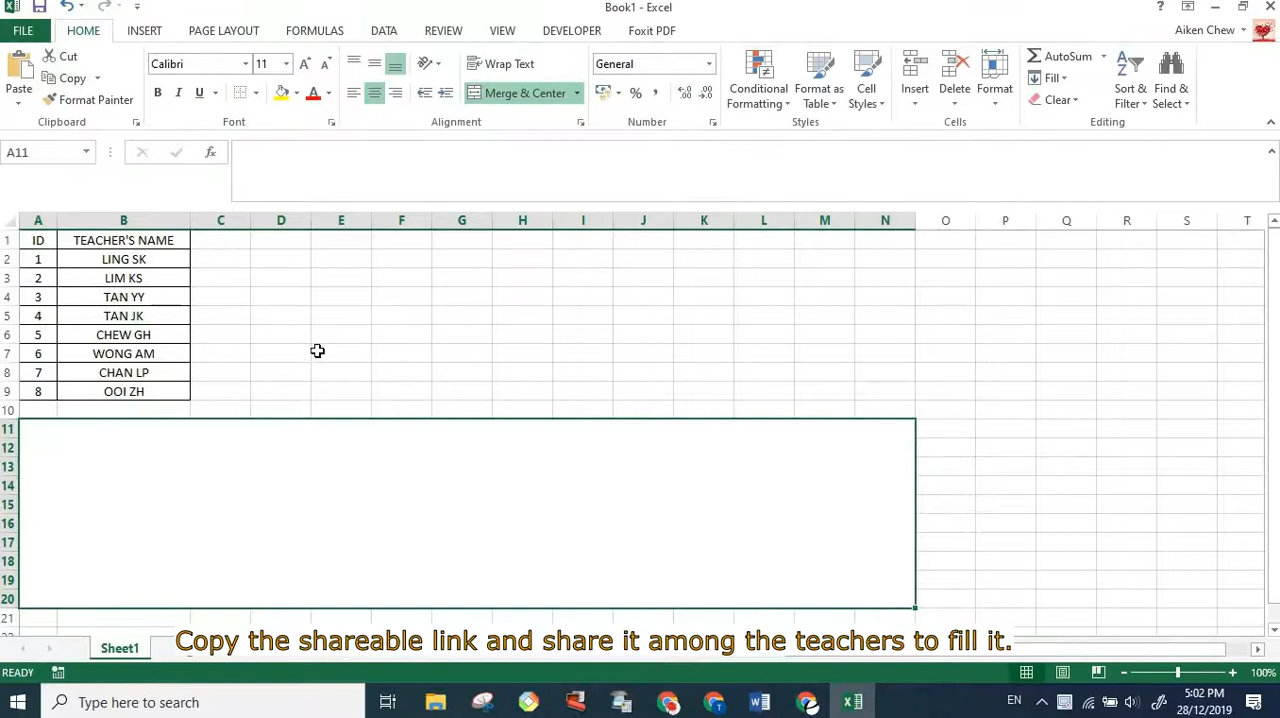 Book1 - Excel
FILE HOME INSERT PAGE LAYOUT FORMULAS DATA REVIEW VIEW DEVELOPER Foxit PDF Aiken Chew
Paste Cut Copy Format Painter Clipboard
Calibri 11 B I U A Font
Wrap Text Merge & Center Alignment
General % , Number
Conditional Formatting Format as Table Cell Styles Styles
Insert Delete Format Cells
AutoSum Fill Clear Sort & Filter Find & Select Editing
A11 fx
A B C D E F G H I J K L M N O P Q R S T
1 ID TEACHER'S NAME
2 1 LING SK
3 2 LIM KS
4 3 TAN YY
5 4 TAN JK
6 5 CHEW GH
7 6 WONG AM
8 7 CHAN LP
9 8 OOI ZH
10
11
12
13
14
15
16
17
18
19
20
21
Copy the shareable link and share it among the teachers to fill it.
Sheet1
READY 100%
Type here to search EN 5:02 PM
28/12/2019